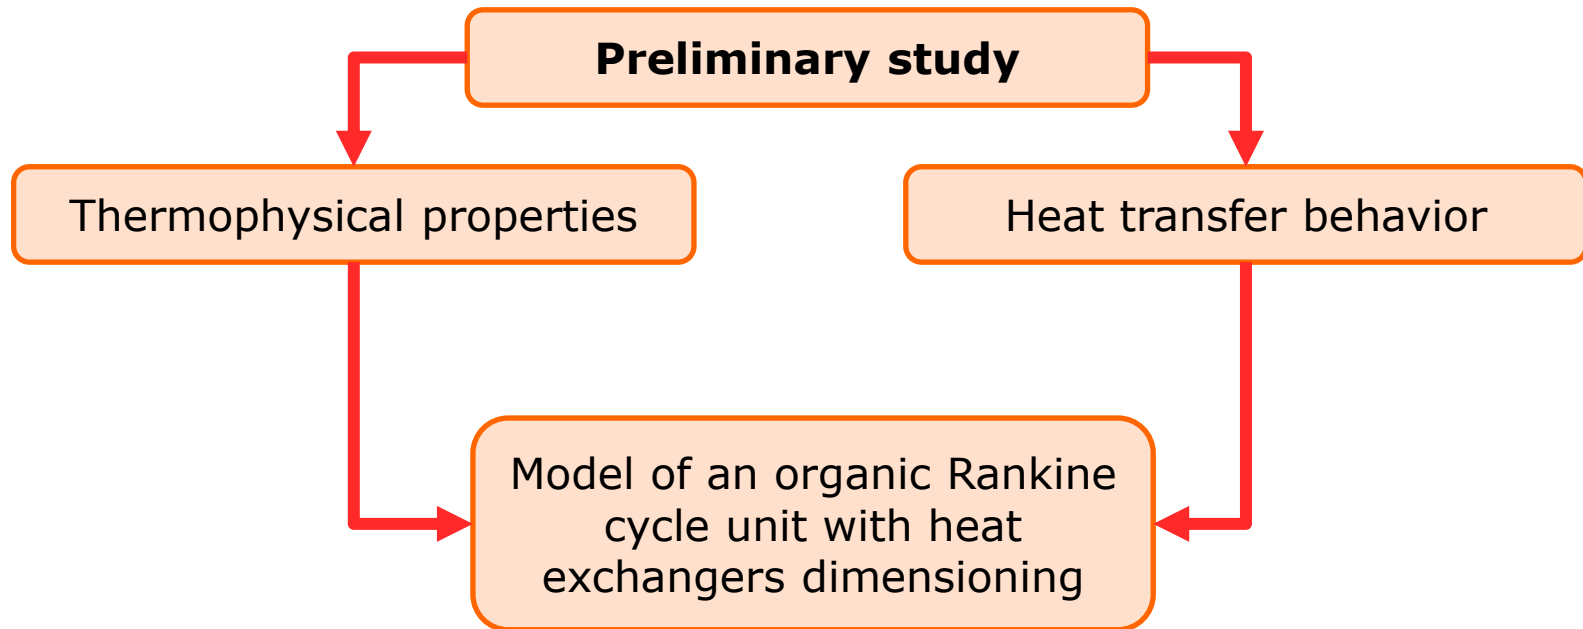 Preliminary study
Thermophysical properties
Heat transfer behavior
Model of an organic Rankine
cycle unit with heat
exchangers dimensioning